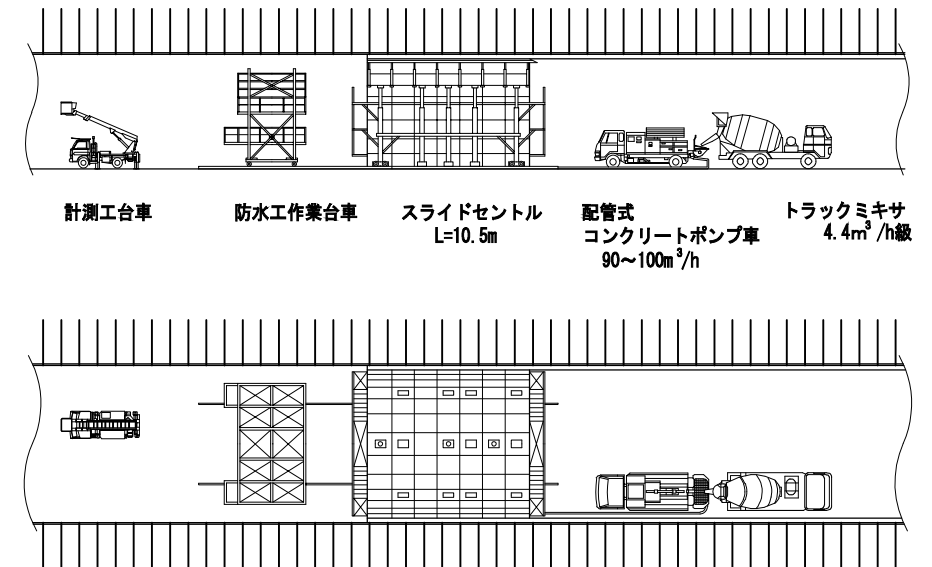 計測工台車
防水工作業台車
スライドセントル
L=10.5m
配管式
コンクリートポンプ車
90～100m³/h
トラックミキサ
4.4m³/h級